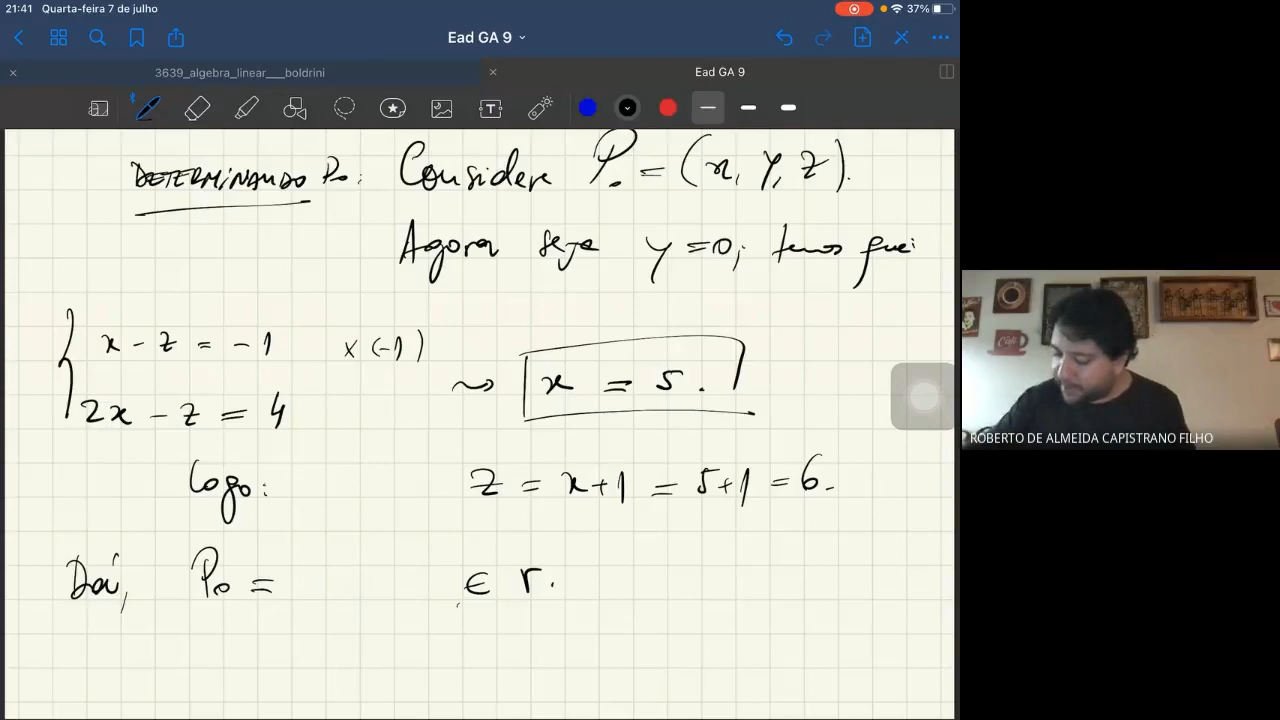 21:41 Quarta-feira 7 de julho 37%
Ead GA 9
3639_algebra_linear___boldrini Ead GA 9
DETERMINANDO P₀: Considere P₀ = (x, y, z).
Agora seja y = 0; temos que:
x - z = -1 x (-1)
2x - z = 4 ⇝ x = 5.
Logo: z = x+1 = 5+1 = 6.
Daí, P₀ = ∈ r.
ROBERTO DE ALMEIDA CAPISTRANO FILHO